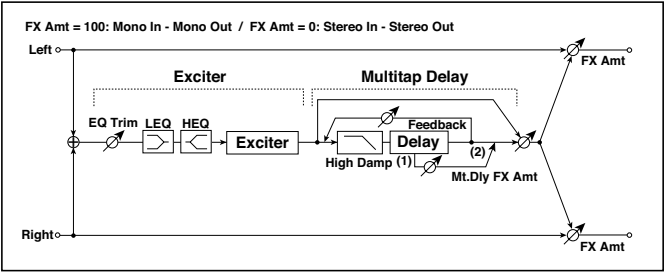 FX Amt = 100: Mono In - Mono Out / FX Amt = 0: Stereo In - Stereo Out
Left
FX Amt
Exciter
Multitap Delay
EQ Trim
LEQ
HEQ
Feedback
Exciter
Delay
High Damp
(1)
(2)
Mt.Dly FX Amt
Right
FX Amt